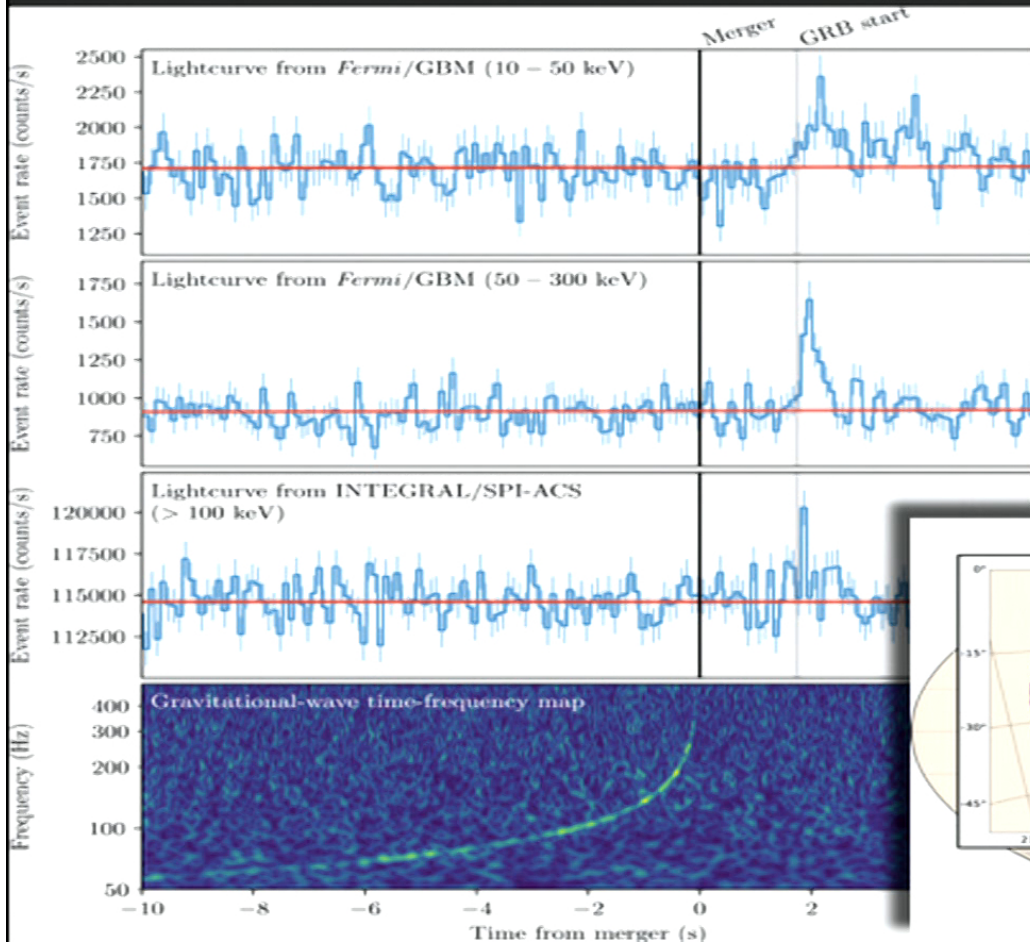 Merger GRB start
Lightcurve from Fermi/GBM (10 – 50 keV)
Event rate (counts/s)
2500
2250
2000
1750
1500
1250
Lightcurve from Fermi/GBM (50 – 300 keV)
Event rate (counts/s)
1750
1500
1250
1000
750
Lightcurve from INTEGRAL/SPI-ACS
(> 100 keV)
Event rate (counts/s)
120000
117500
115000
112500
Gravitational-wave time-frequency map
Frequency (Hz)
400
300
200
100
50
−10 −8 −6 −4 −2 0 2
Time from merger (s)
0°
-15°
-30°
-45°